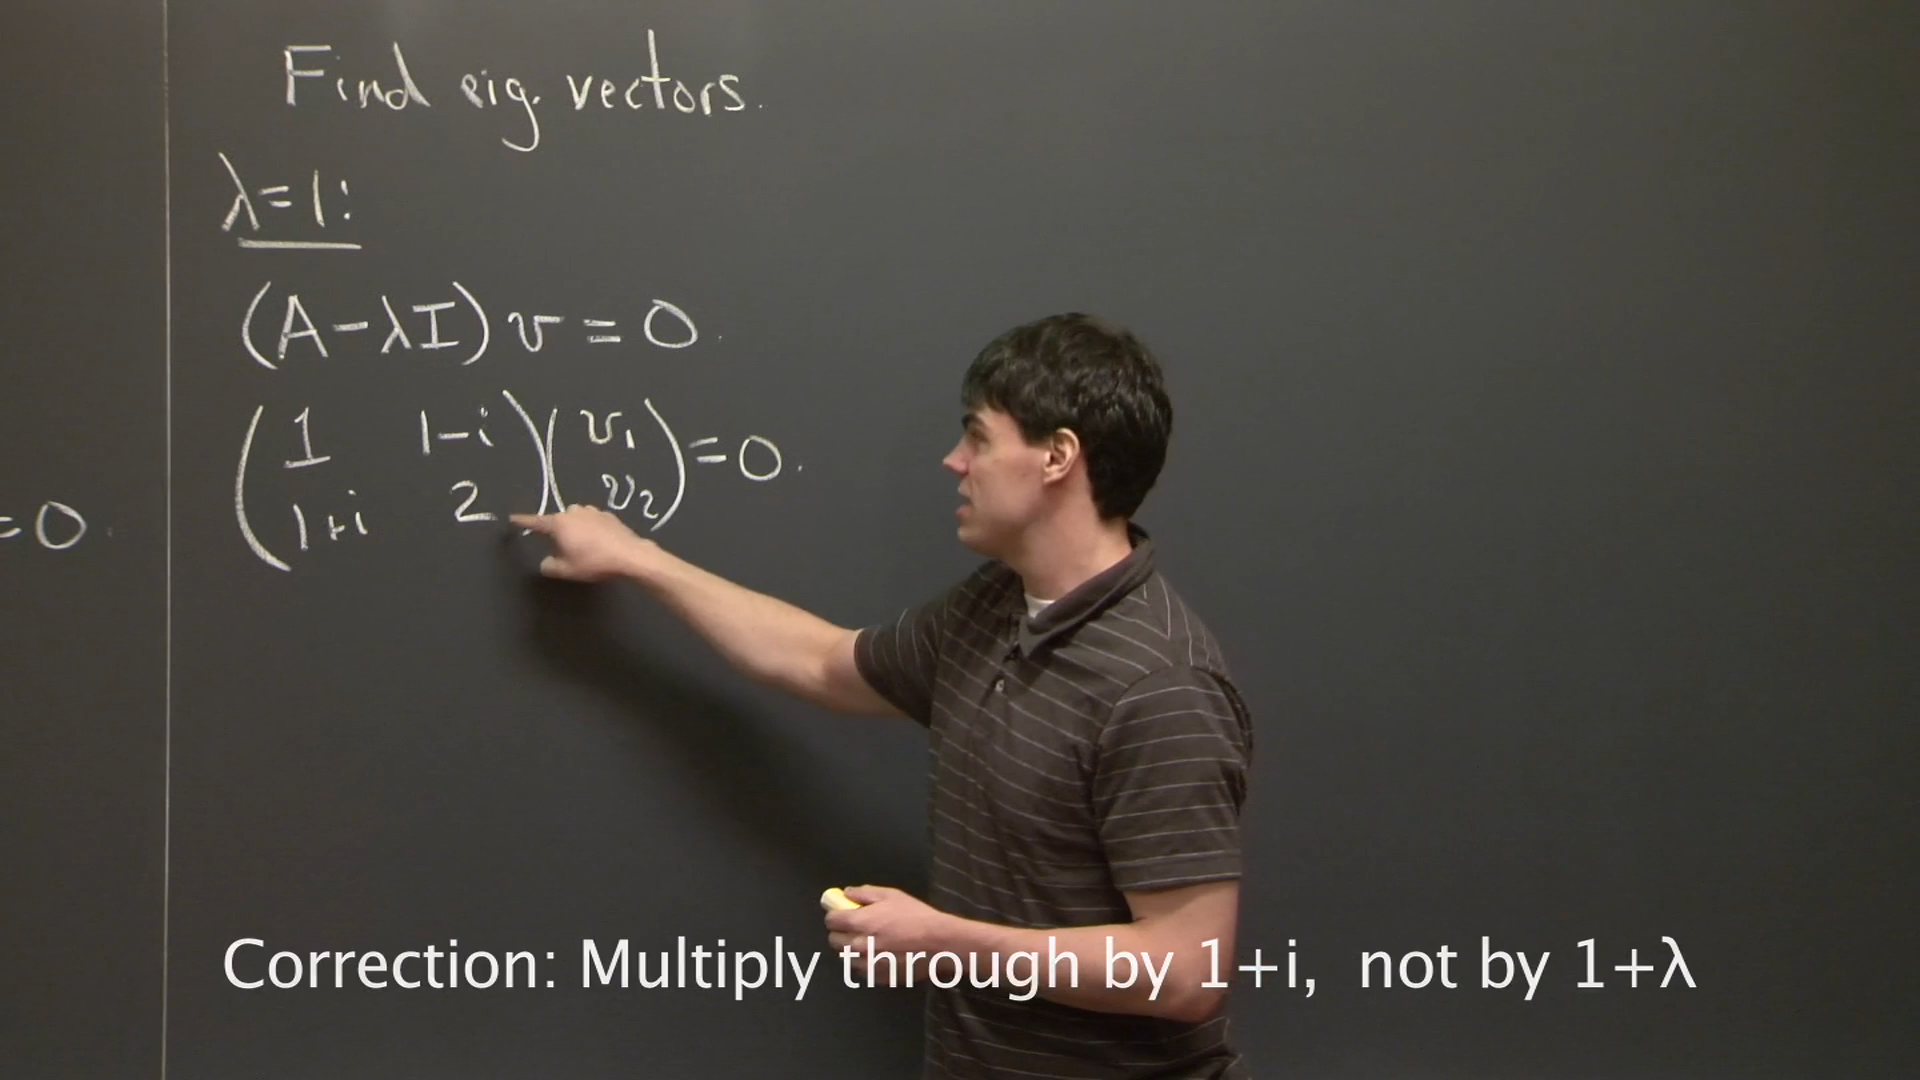 Find eig. vectors.
λ=1:
(A-λI)v=0.
(1 1-i)(v₁)=0.
(1+i 2)(v₂)
=0.
Correction: Multiply through by 1+i, not by 1+λ